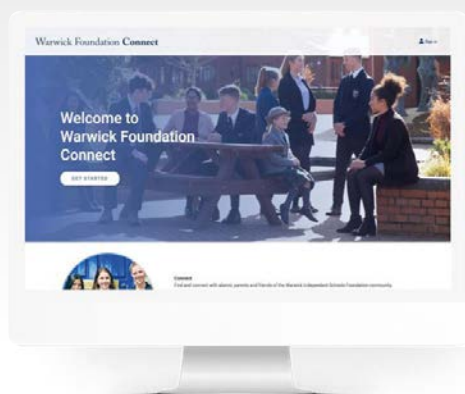 Warwick Foundation Connect
Sign in
Welcome to
Warwick Foundation
Connect
GET STARTED
Connect
Find and connect with alumni, parents and friends of the Warwick Independent Schools Foundation community.